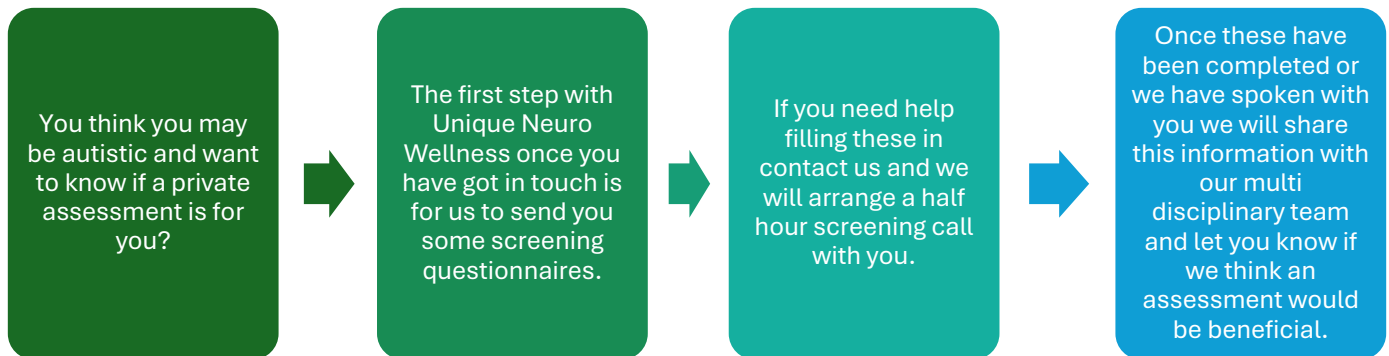 You think you may
be autistic and want
to know if a private
assessment is for
you?
The first step with
Unique Neuro
Wellness once you
have got in touch is
for us to send you
some screening
questionnaires.
If you need help
filling these in
contact us and we
will arrange a half
hour screening call
with you.
Once these have
been completed or
we have spoken with
you we will share
this information with
our multi
disciplinary team
and let you know if
we think an
assessment would
be beneficial.